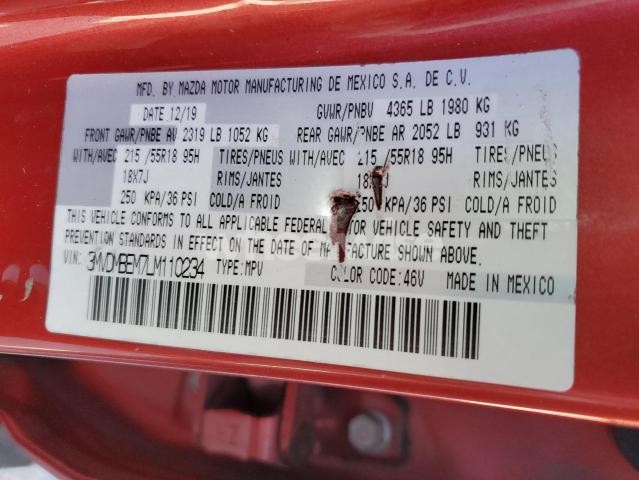 MFD. BY MAZDA MOTOR MANUFACTURING DE MEXICO S.A. DE C.V.
DATE 12/19 GVWR/PNBV 4365 LB 1980 KG
FRONT GAWR/PNBE AV 2319 LB 1052 KG REAR GAWR/PNBE AR 2052 LB 931 KG
WITH/AVEC 215 /55R18 95H TIRES/PNEUS WITH/AVEC 215 /55R18 95H TIRES/PNEUS
18X7J RIMS/JANTES RIMS/JANTES
250 KPA/36 PSI COLD/A FROID 250 KPA/36 PSI COLD/A FROID
THIS VEHICLE CONFORMS TO ALL APPLICABLE FEDERAL VEHICLE SAFETY AND THEFT
PREVENTION STANDARDS IN EFFECT ON THE DATE OF SHOWN ABOVE.
VIN: 3MVDMBEM7LM110234 TYPE:MPV COLOR CODE:46V MADE IN MEXICO